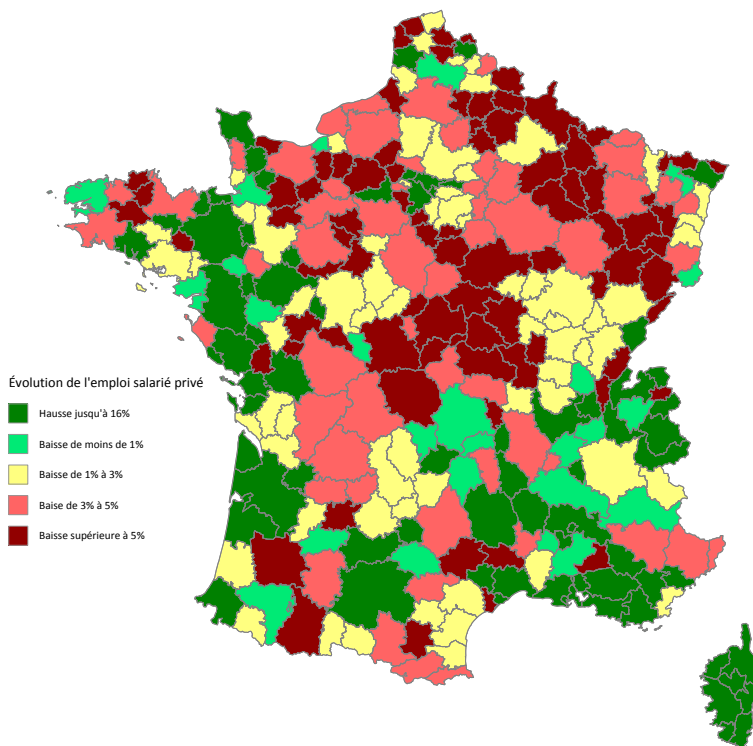 Évolution de l'emploi salarié privé
Hausse jusqu'à 16%
Baisse de moins de 1%
Baisse de 1% à 3%
Baise de 3% à 5%
Baisse supérieure à 5%